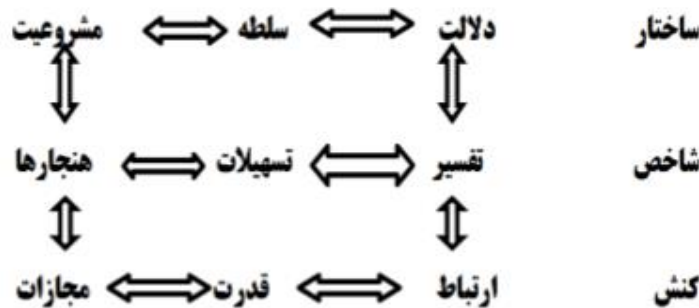 ساختار دلالت سلطه مشروعیت
شاخص تفسیر تسهیلات هنجارها
کنش ارتباط قدرت مجازات